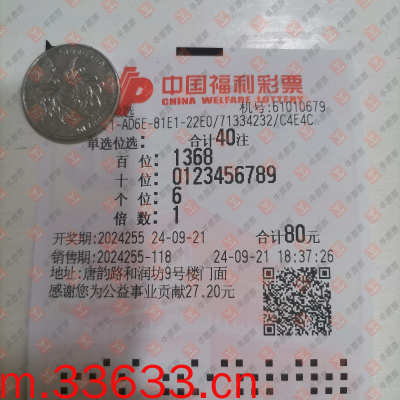 中国福利彩票
CHINA WELFARE LOTTERY
机号:61010679
-AD6E-81E1-22E0/71334232/C4E4C
单选位选: 合计40注
百 位: 1368
十 位: 0123456789
个 位: 6
倍 数: 1
开奖期:2024255 24-09-21 合计80元
销售期:2024255-118 24-09-21 18:37:26
地址:唐韵路和润坊9号楼门面
感谢您为公益事业贡献27.20元
m.33633.cn